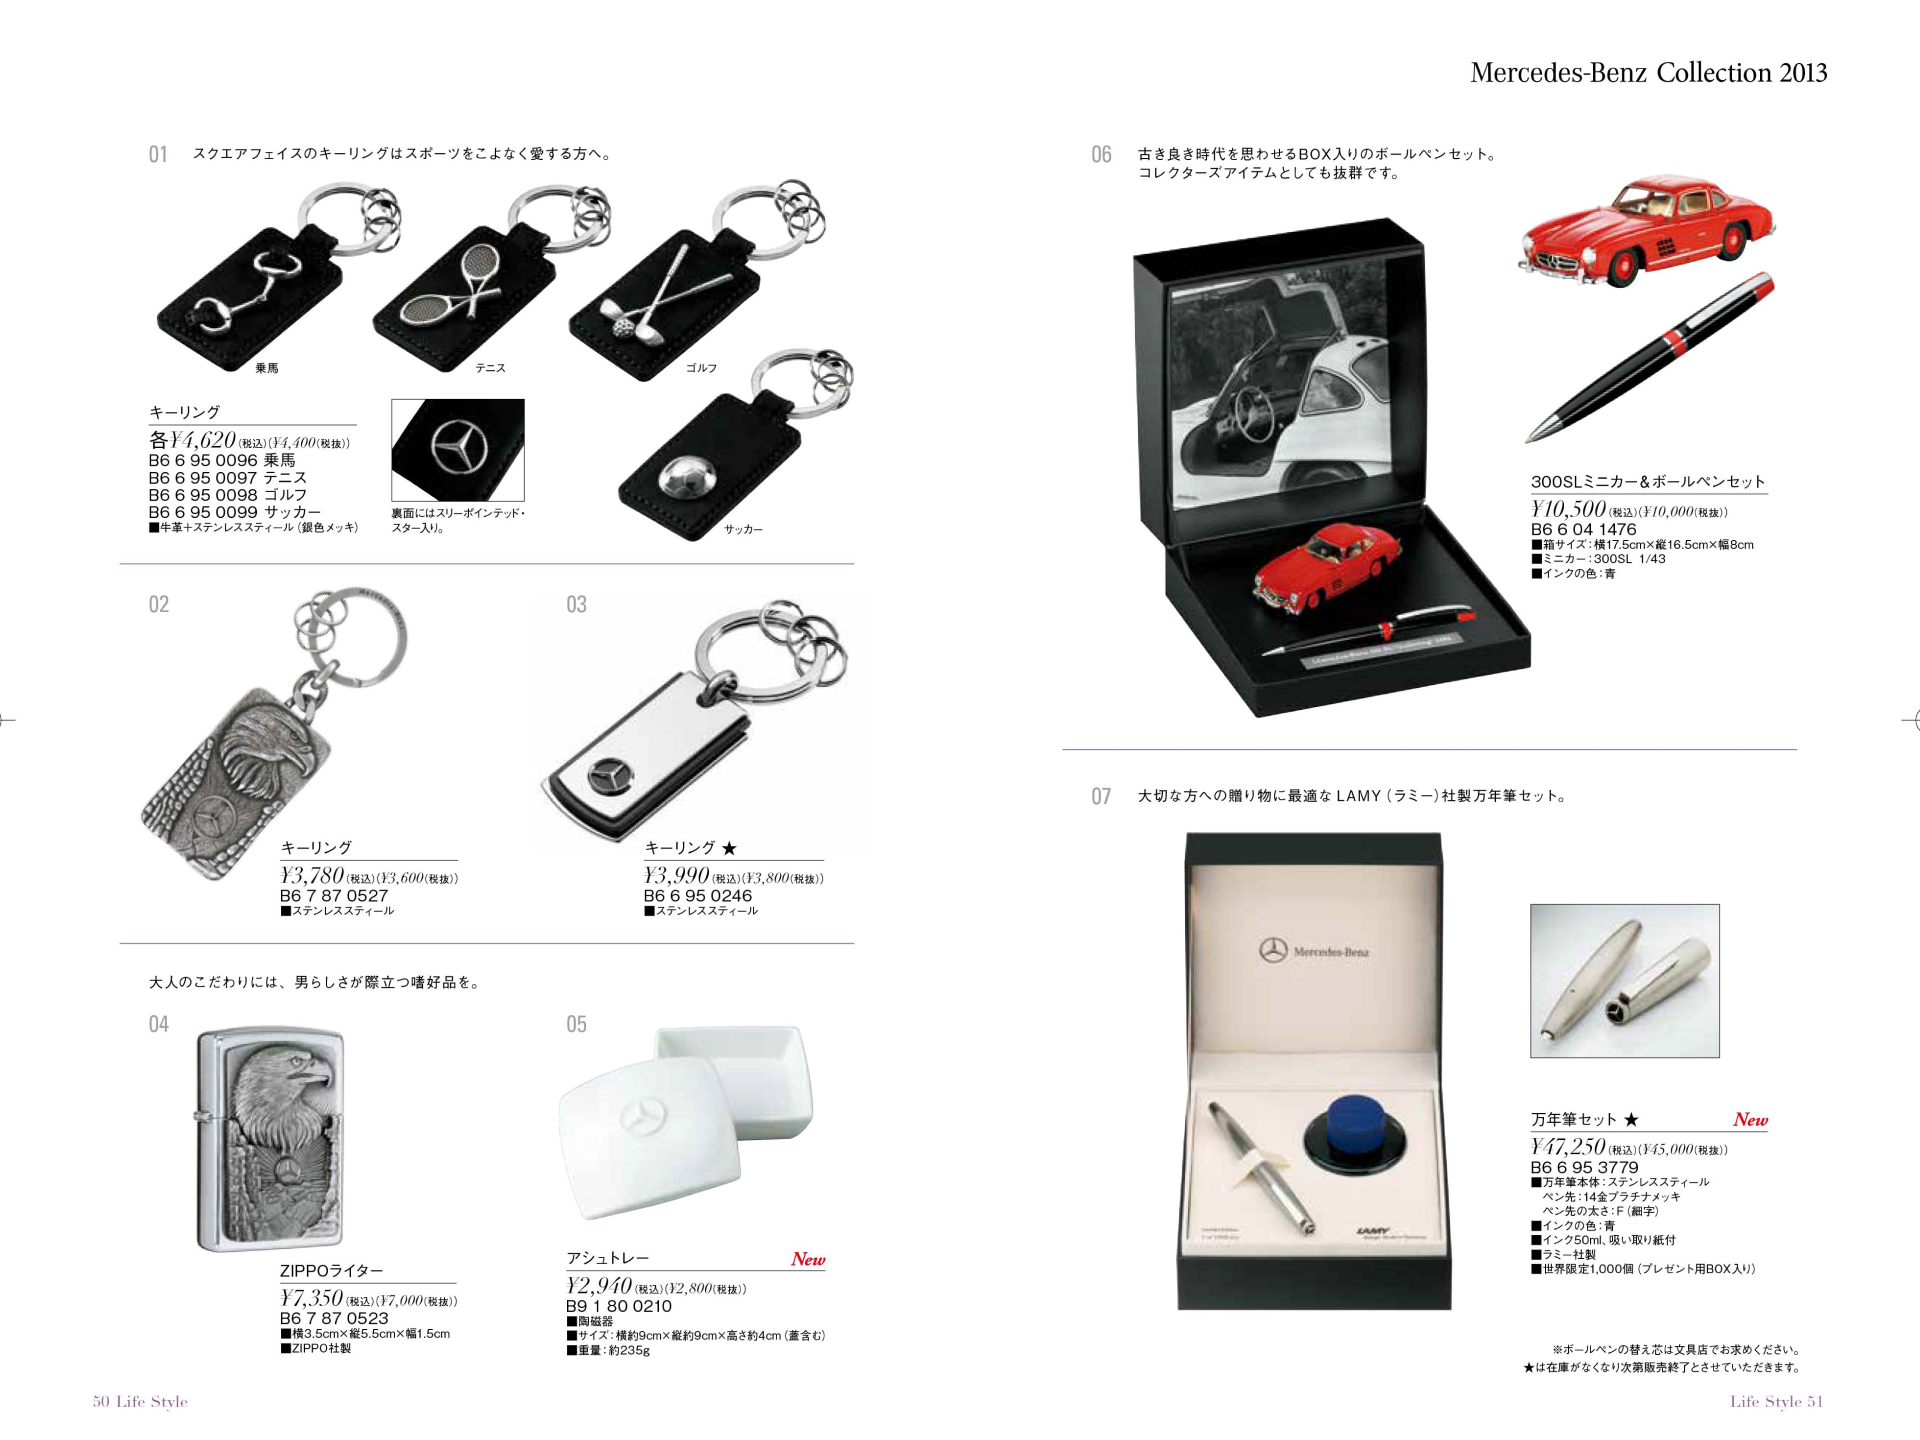 Mercedes-Benz Collection 2013
01 スクエアフェイスのキーリングはスポーツをこよなく愛する方へ。
乗馬
テニス
ゴルフ
サッカー
キーリング
各¥4,620(税込)(¥4,400(税抜))
B6 6 95 0096 乗馬
B6 6 95 0097 テニス
B6 6 95 0098 ゴルフ
B6 6 95 0099 サッカー
■牛革+ステンレススティール(銀色メッキ)
裏面にはスリーポインテッド・
スター入り。
02
キーリング
¥3,780(税込)(¥3,600(税抜))
B6 7 87 0527
■ステンレススティール
03
キーリング ★
¥3,990(税込)(¥3,800(税抜))
B6 6 95 0246
■ステンレススティール
大人のこだわりには、男らしさが際立つ嗜好品を。
04
ZIPPOライター
¥7,350(税込)(¥7,000(税抜))
B6 7 87 0523
■横3.5cm×縦5.5cm×幅1.5cm
■ZIPPO社製
05
アシュトレー New
¥2,940(税込)(¥2,800(税抜))
B9 1 80 0210
■陶磁器
■サイズ:横約9cm×縦約9cm×高さ約4cm(蓋含む)
■重量:約235g
50 Life Style
06 古き良き時代を思わせるBOX入りのボールペンセット。
コレクターズアイテムとしても抜群です。
300SLミニカー&ボールペンセット
¥10,500(税込)(¥10,000(税抜))
B6 6 04 1476
■箱サイズ:横17.5cm×縦16.5cm×幅8cm
■ミニカー:300SL 1/43
■インクの色:青
07 大切な方への贈り物に最適なLAMY(ラミー)社製万年筆セット。
Mercedes-Benz
LAMY
万年筆セット ★ New
¥47,250(税込)(¥45,000(税抜))
B6 6 95 3779
■万年筆本体:ステンレススティール
ペン先:14金プラチナメッキ
ペン先の太さ:F(細字)
■インクの色:青
■インク50ml、吸い取り紙付
■ラミー社製
■世界限定1,000個(プレゼント用BOX入り)
※ボールペンの替え芯は文具店でお求めください。
★は在庫がなくなり次第販売終了とさせていただきます。
Life Style 51